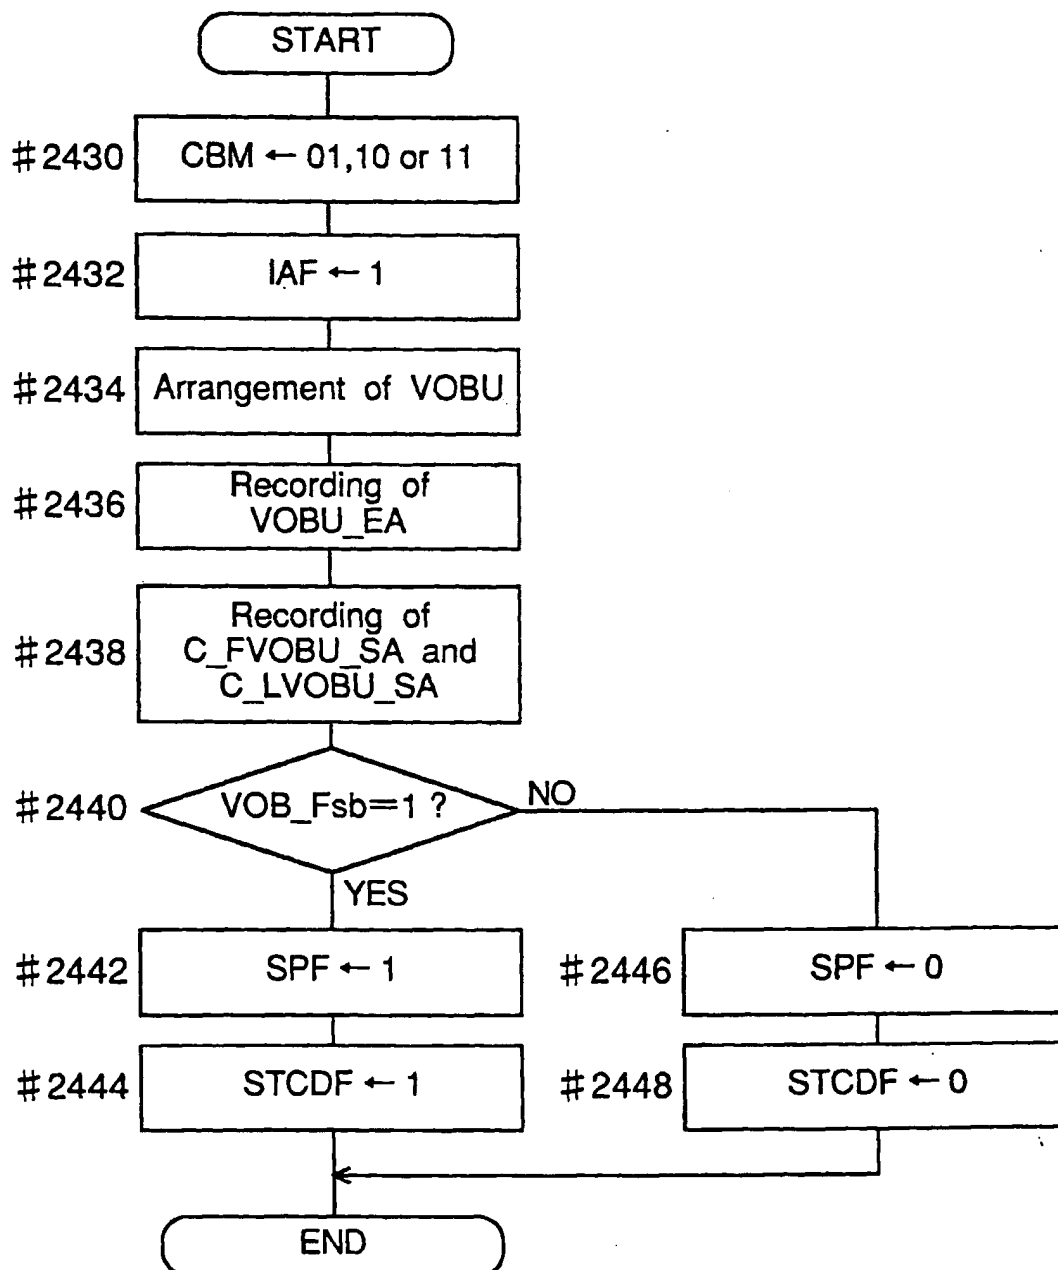 START
#2430
CBM ← 01,10 or 11
#2432
IAF ← 1
#2434
Arrangement of VOBU
#2436
Recording of
VOBU_EA
#2438
Recording of
C_FVOBU_SA and
C_LVOBU_SA
#2440
VOB_Fsb=1 ?
NO
YES
#2442
SPF ← 1
#2446
SPF ← 0
#2444
STCDF ← 1
#2448
STCDF ← 0
END